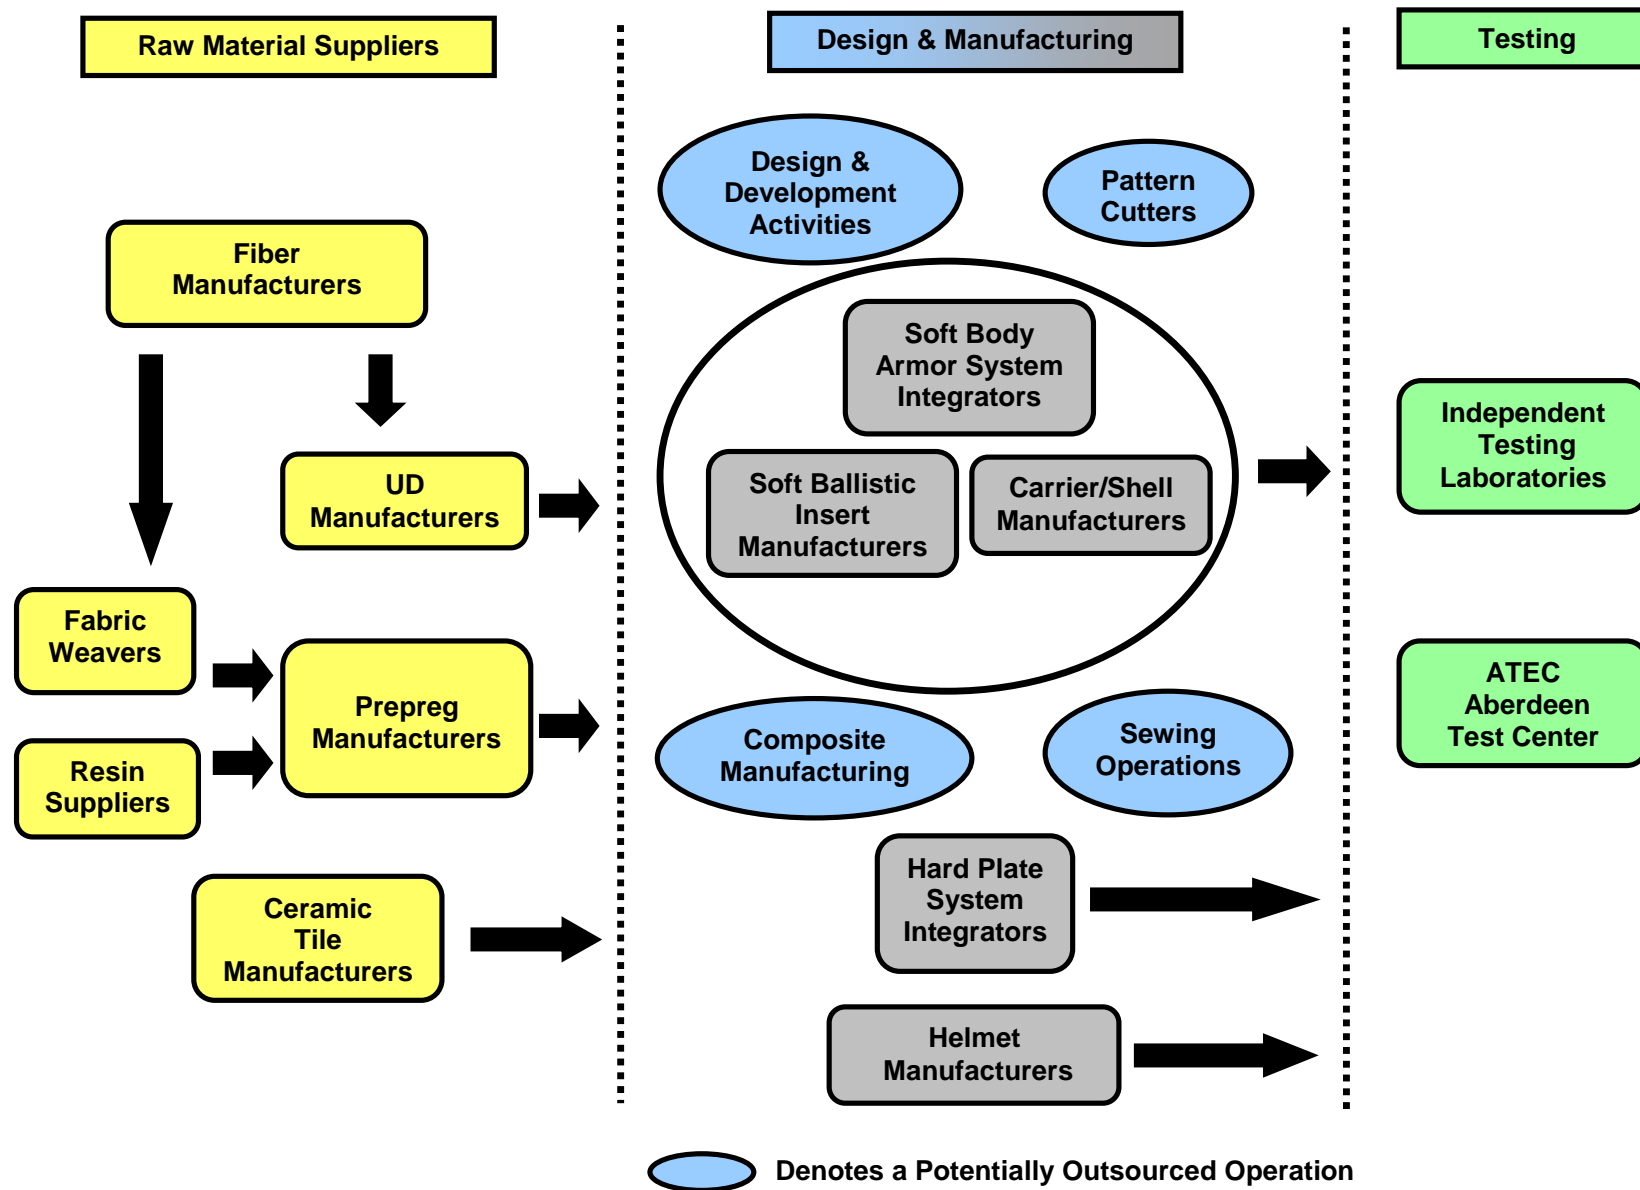 Raw Material Suppliers
Design & Manufacturing
Testing
Fiber
Manufacturers
UD
Manufacturers
Fabric
Weavers
Resin
Suppliers
Prepreg
Manufacturers
Ceramic
Tile
Manufacturers
Design &
Development
Activities
Pattern
Cutters
Soft Body
Armor System
Integrators
Soft Ballistic
Insert
Manufacturers
Carrier/Shell
Manufacturers
Composite
Manufacturing
Sewing
Operations
Hard Plate
System
Integrators
Helmet
Manufacturers
Independent
Testing
Laboratories
ATEC
Aberdeen
Test Center
Denotes a Potentially Outsourced Operation